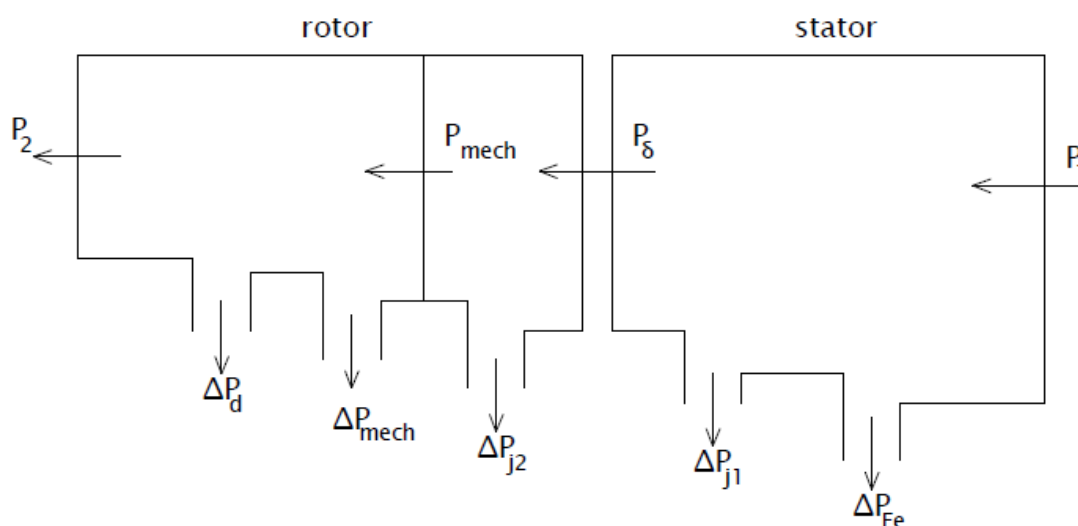 rotor
stator
P2
Pmech
Pδ
P
ΔPd
ΔPmech
ΔPj2
ΔPj1
ΔPFe